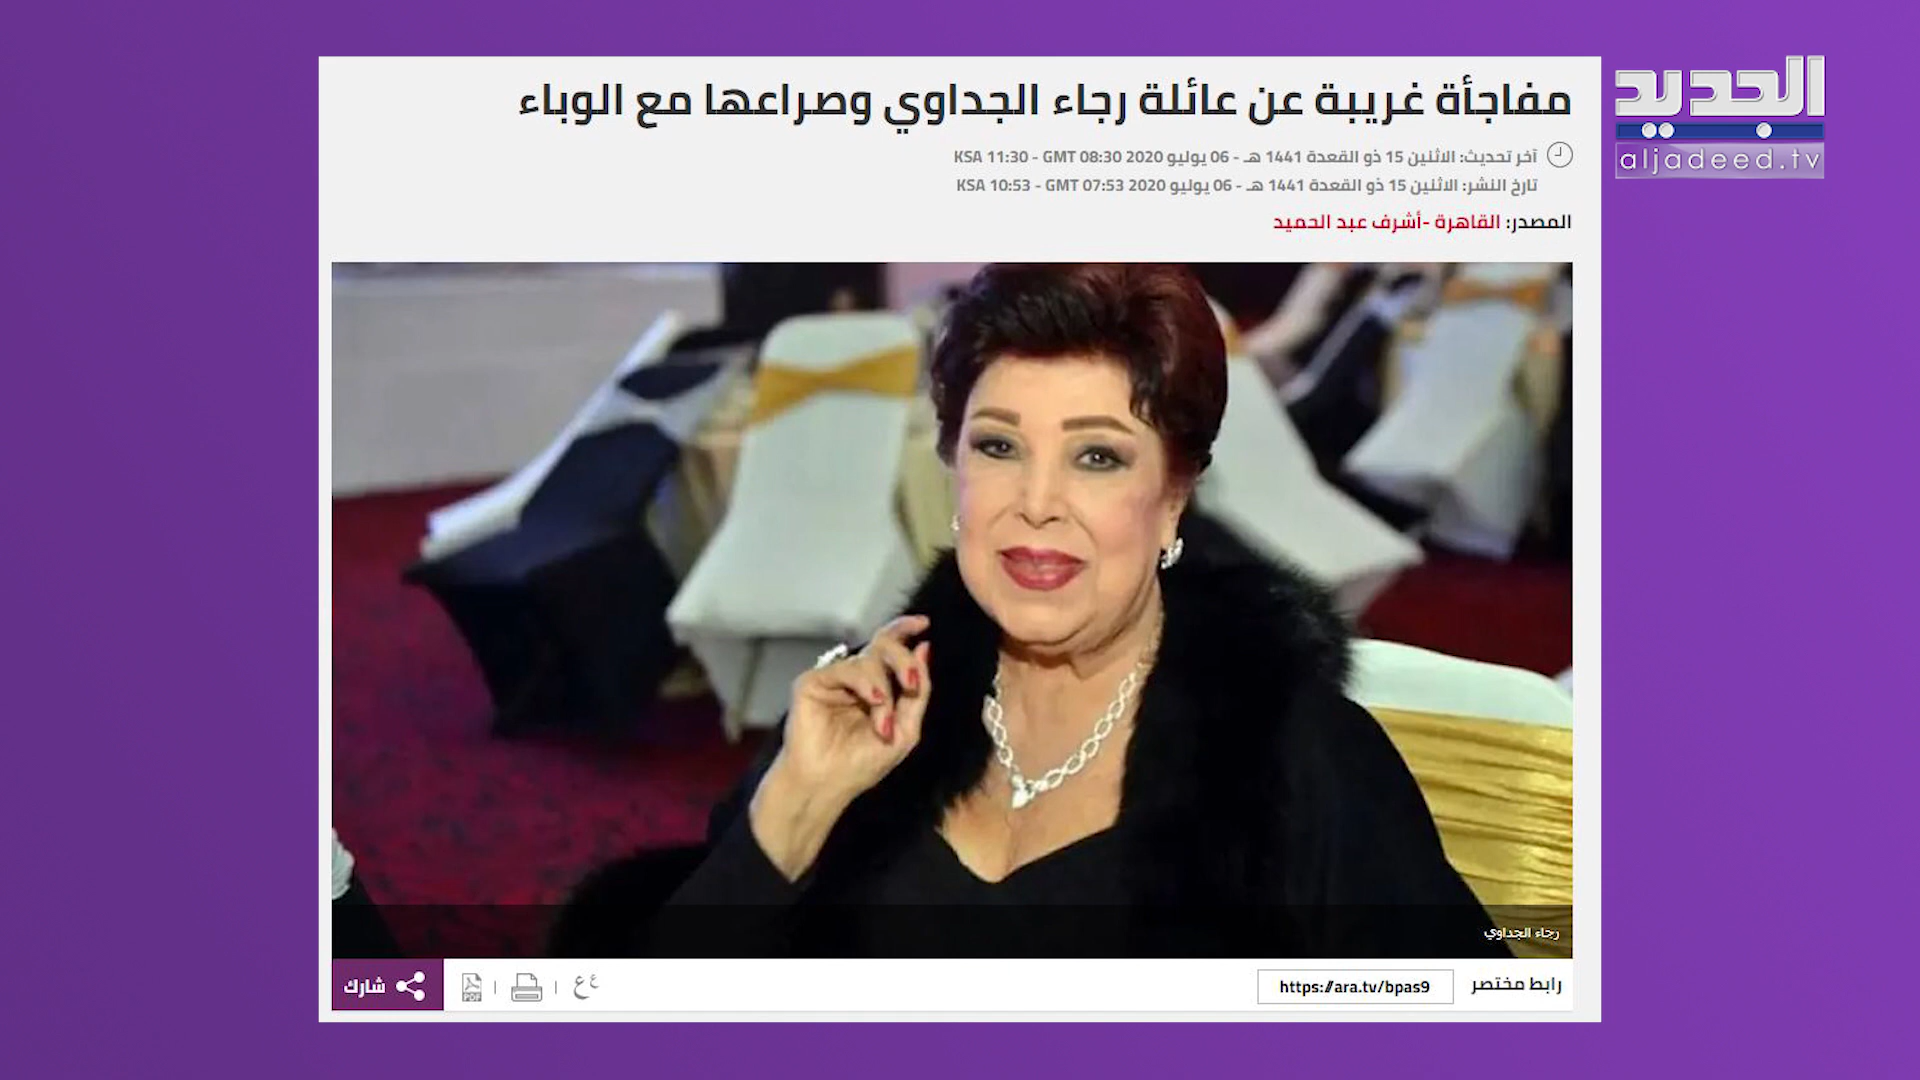 الجديد
aljadeed.tv
مفاجأة غريبة عن عائلة رجاء الجداوي وصراعها مع الوباء
آخر تحديث: الاثنين 15 ذو القعدة 1441 هـ - 06 يوليو 2020 KSA 11:30 - GMT 08:30
تارخ النشر: الاثنين 15 ذو القعدة 1441 هـ - 06 يوليو 2020 KSA 10:53 - GMT 07:53
المصدر: القاهرة -أشرف عبد الحميد
رجاء الجداوي
رابط مختصر https://ara.tv/bpas9 ع ع PDF شارك